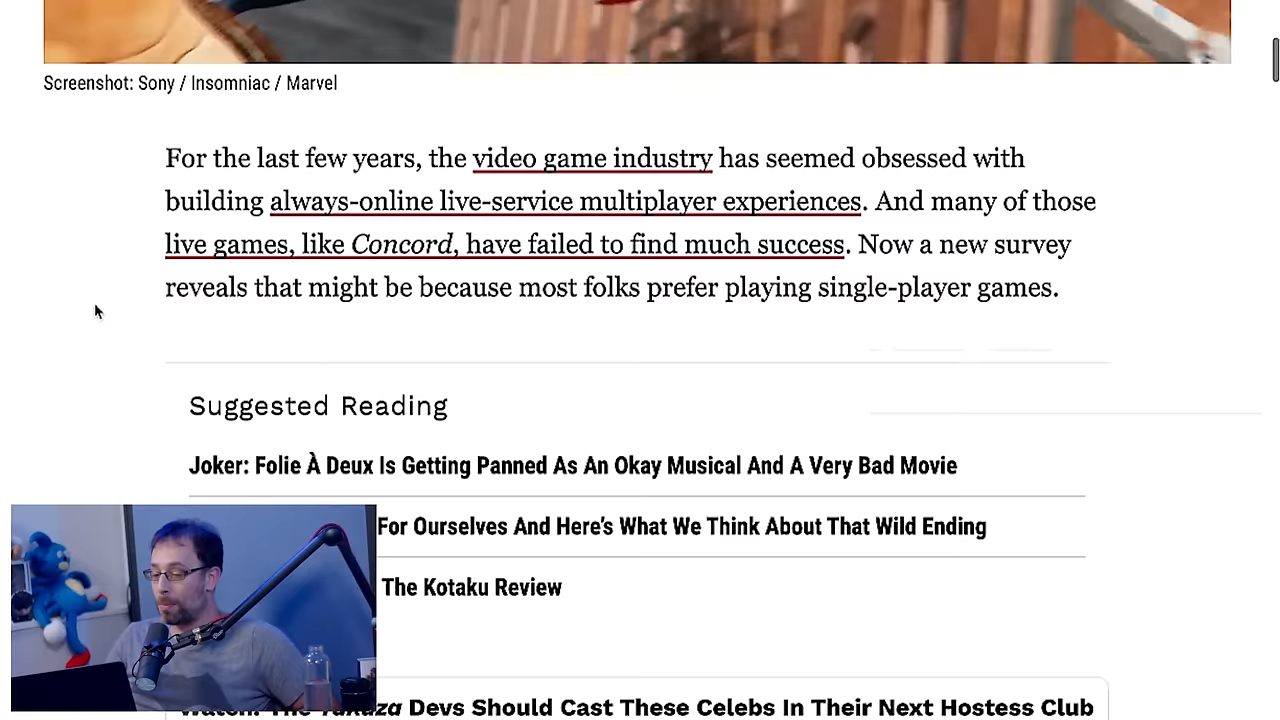 Screenshot: Sony / Insomniac / Marvel
For the last few years, the video game industry has seemed obsessed with
building always-online live-service multiplayer experiences. And many of those
live games, like Concord, have failed to find much success. Now a new survey
reveals that might be because most folks prefer playing single-player games.
Suggested Reading
Joker: Folie À Deux Is Getting Panned As An Okay Musical And A Very Bad Movie
For Ourselves And Here's What We Think About That Wild Ending
The Kotaku Review
Watch: The Yakuza Devs Should Cast These Celebs In Their Next Hostess Club